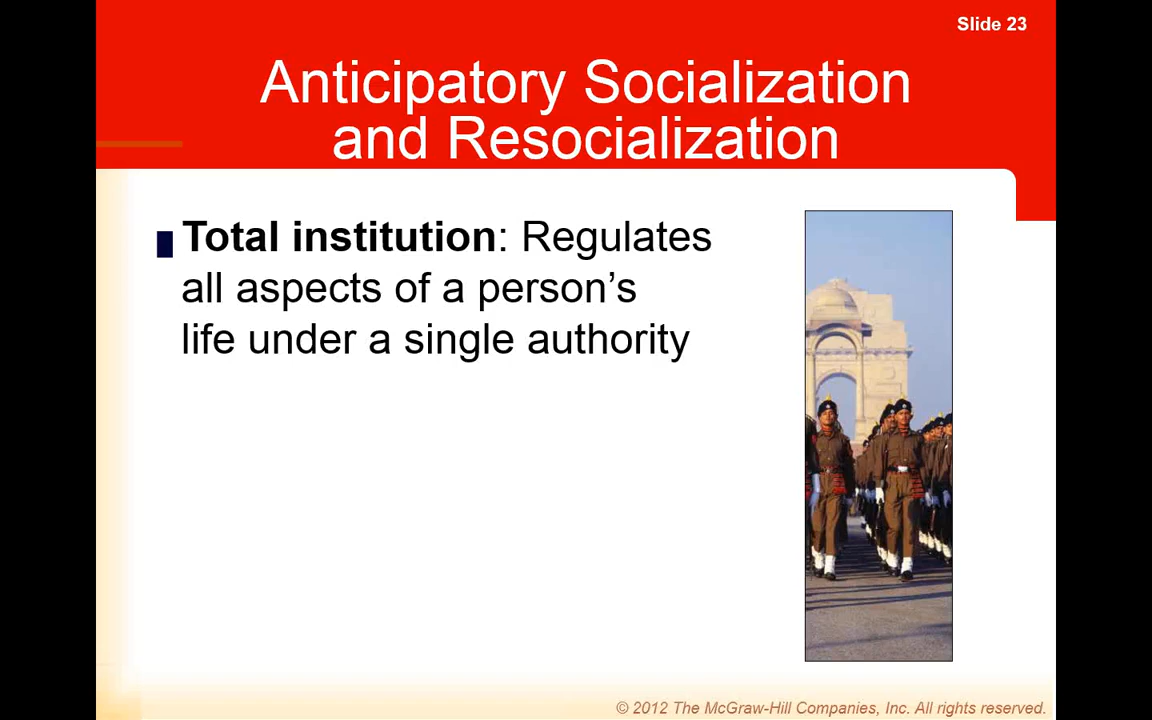 Slide 23
Anticipatory Socialization
and Resocialization
Total institution: Regulates
all aspects of a person’s
life under a single authority
© 2012 The McGraw-Hill Companies, Inc. All rights reserved.